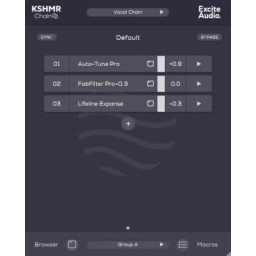 KSHMR
Chain
Vocal Chain
Excite
Audio.
SYNC
Default
BYPASS
01 Auto-Tune Pro +0.8
02 FabFilter Pro-Q 3 0.0
03 Lifeline Expanse -0.3
Browser
Group A
Macros